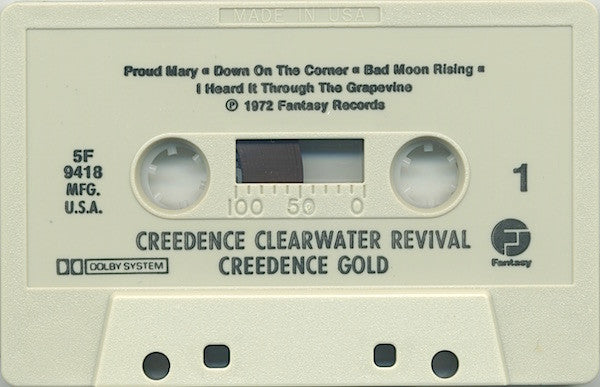 MADE IN USA
Proud Mary • Down On The Corner • Bad Moon Rising •
I Heard It Through The Grapevine
℗ 1972 Fantasy Records
5F
9418
MFG.
U.S.A.
1
100 50 0
CREEDENCE CLEARWATER REVIVAL
CREEDENCE GOLD
DOLBY SYSTEM
Fantasy